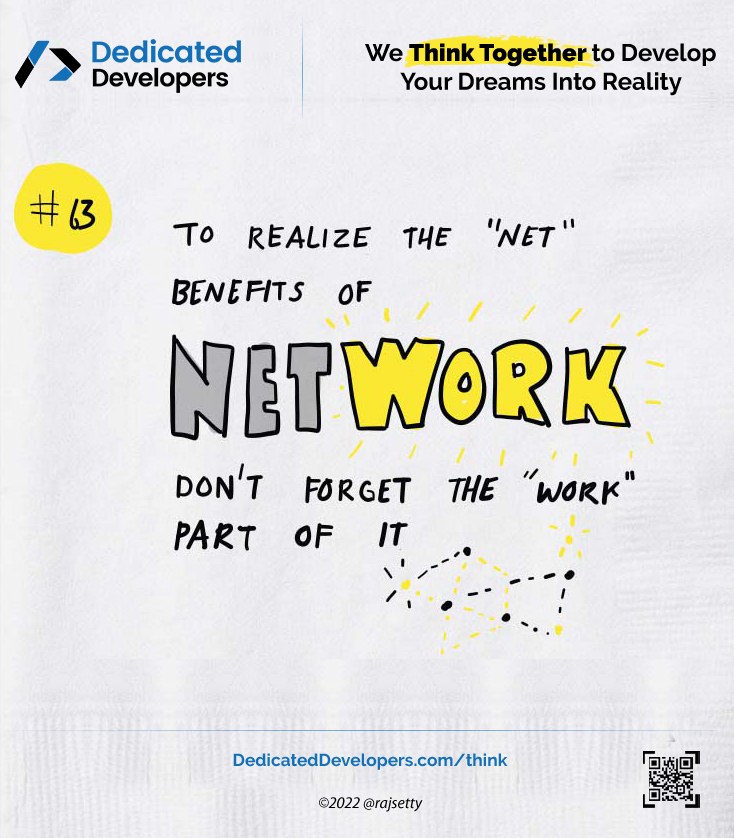 Dedicated
Developers
We Think Together to Develop
Your Dreams Into Reality
#63
TO REALIZE THE "NET"
BENEFITS OF
NETWORK
DON'T FORGET THE "WORK"
PART OF IT
DedicatedDevelopers.com/think
©2022 @rajsetty